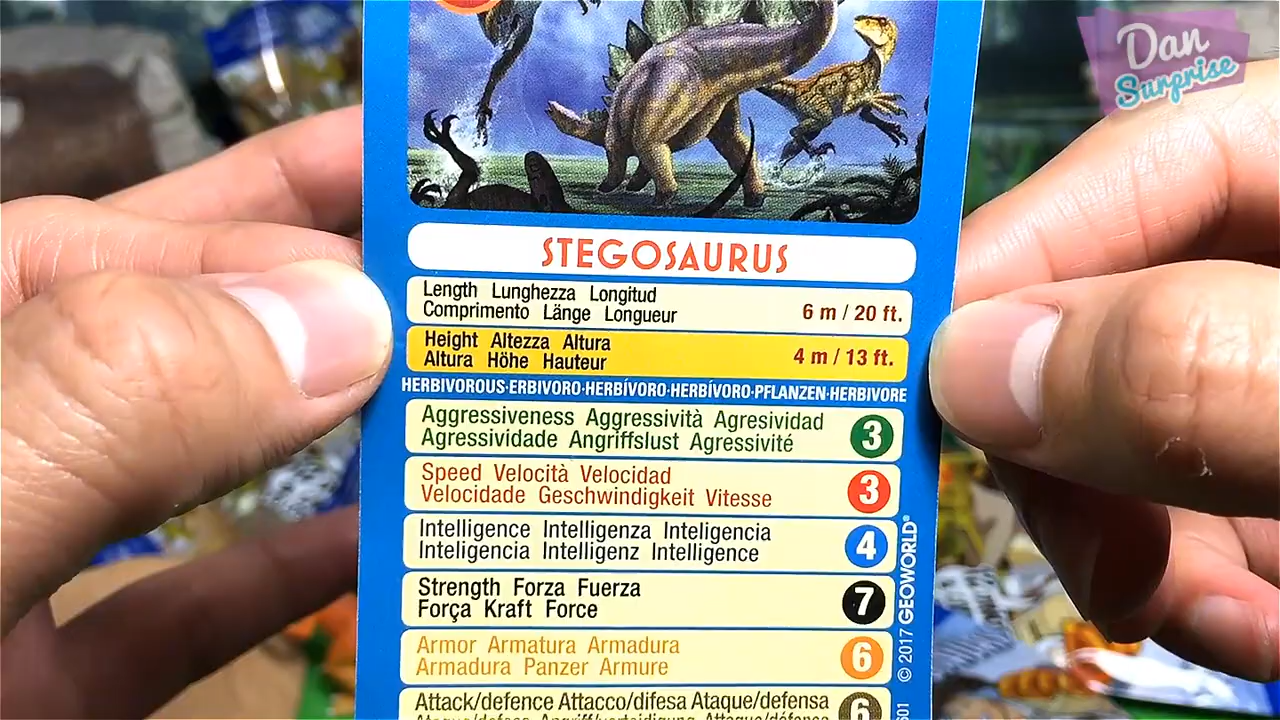 Dan
Surprise
STEGOSAURUS
Length Lunghezza Longitud
Comprimento Länge Longueur
6 m / 20 ft.
Height Altezza Altura
Altura Höhe Hauteur
4 m / 13 ft.
HERBIVOROUS·ERBIVORO·HERBÍVORO·HERBÍVORO·PFLANZEN·HERBIVORE
Aggressiveness Aggressività Agresividad
Agressividade Angriffslust Agressivité
3
Speed Velocità Velocidad
Velocidade Geschwindigkeit Vitesse
3
Intelligence Intelligenza Inteligencia
Inteligencia Intelligenz Intelligence
4
Strength Forza Fuerza
Força Kraft Force
7
Armor Armatura Armadura
Armadura Panzer Armure
6
Attack/defence Attacco/difesa Ataque/defensa
6
© 2017 GEOWORLD®